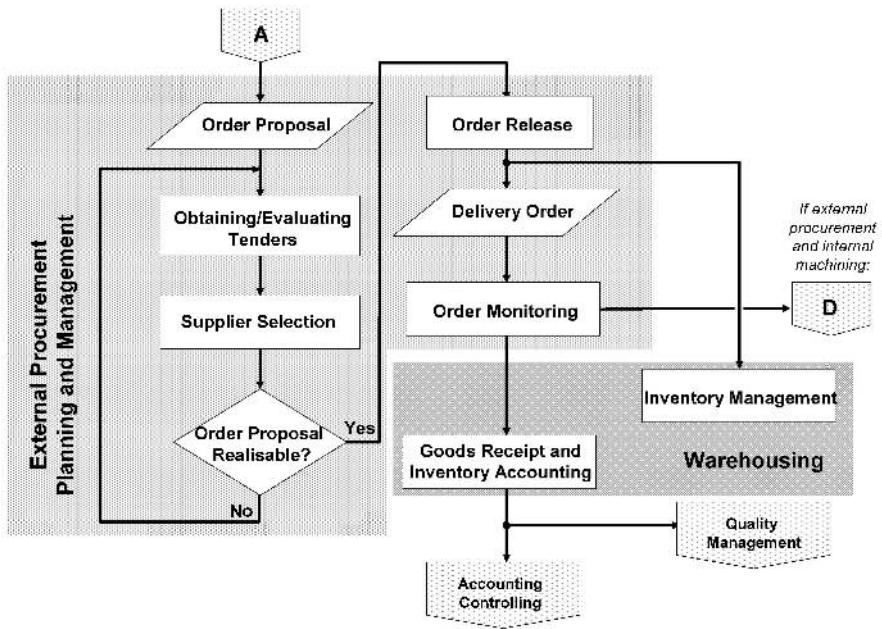 A
Order Proposal
Obtaining/Evaluating
Tenders
Supplier Selection
Order Proposal
Realisable?
Yes
No
External Procurement
Planning and Management
Order Release
Delivery Order
Order Monitoring
If external
procurement
and internal
machining:
D
Inventory Management
Goods Receipt and
Inventory Accounting
Warehousing
Quality
Management
Accounting
Controlling